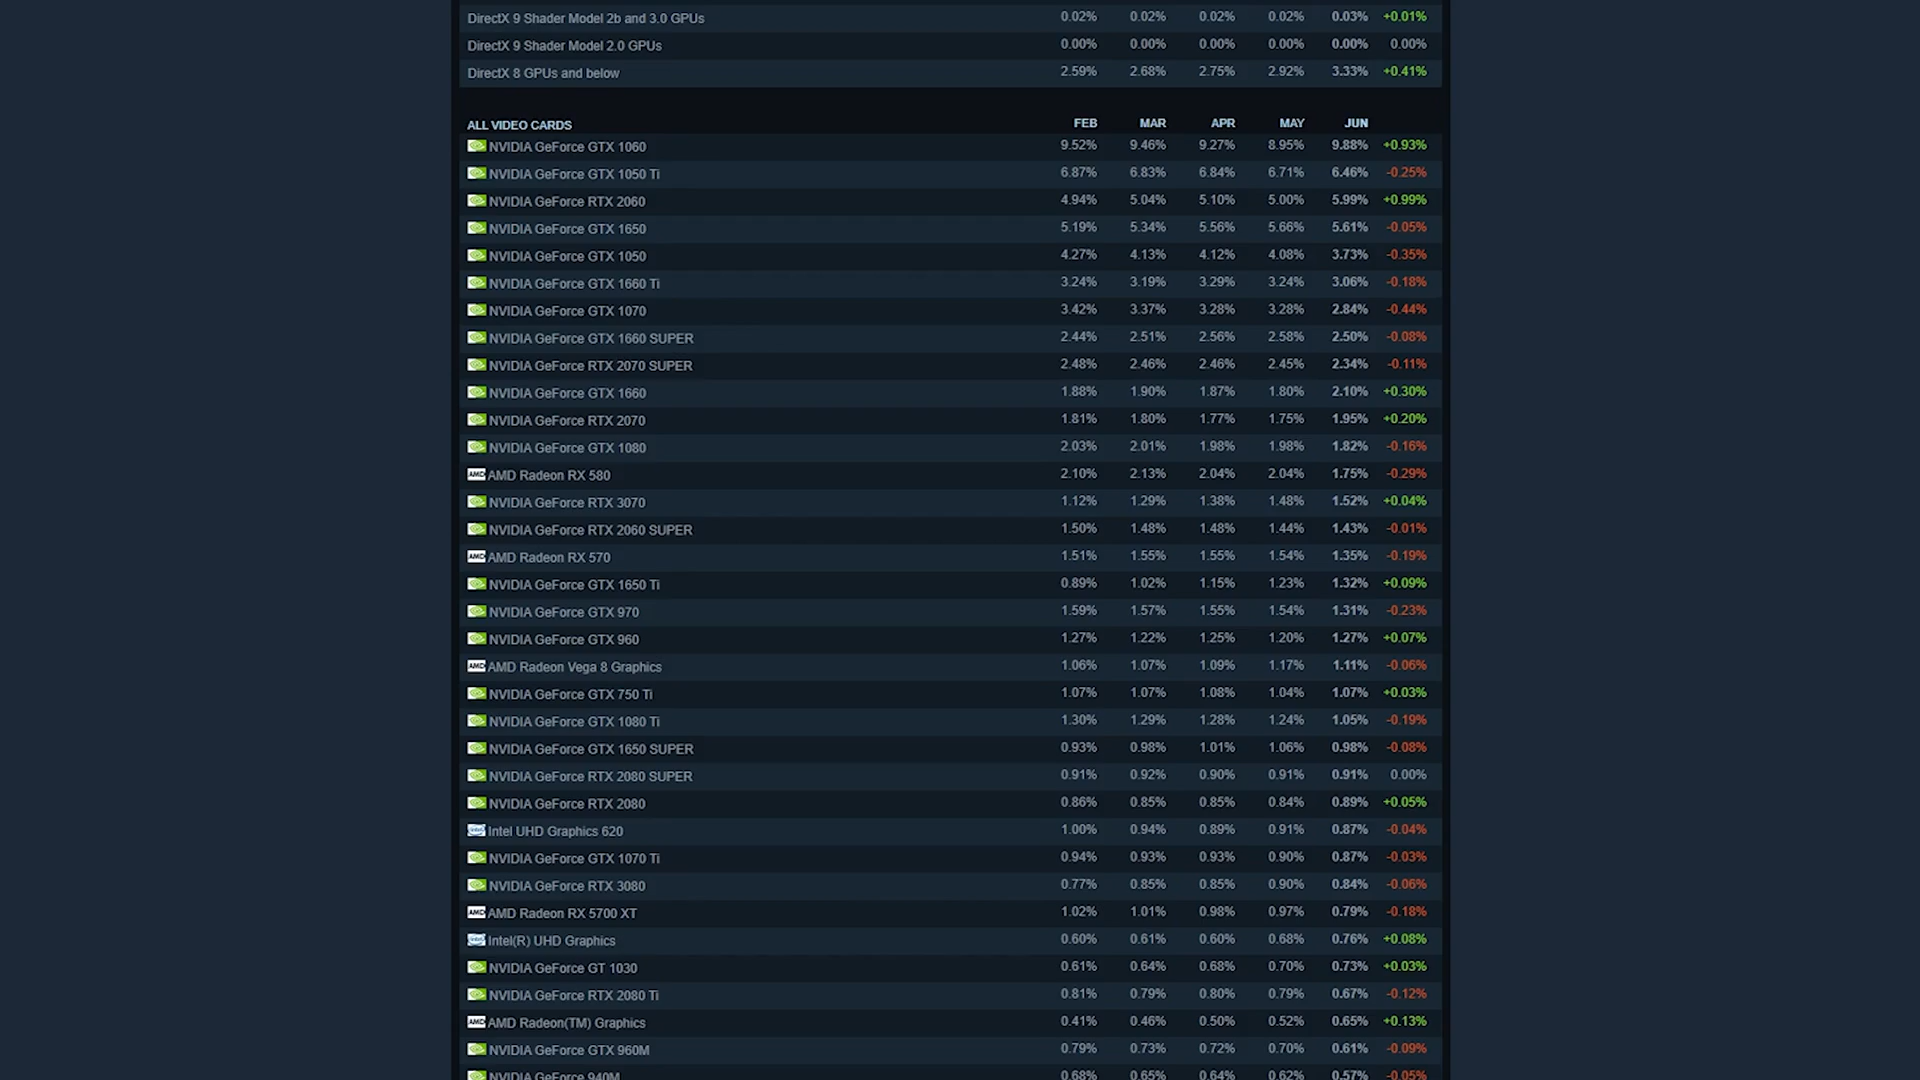 DirectX 9 Shader Model 2b and 3.0 GPUs 0.02% 0.02% 0.02% 0.02% 0.03% +0.01%
DirectX 9 Shader Model 2.0 GPUs 0.00% 0.00% 0.00% 0.00% 0.00% 0.00%
DirectX 8 GPUs and below 2.59% 2.68% 2.75% 2.92% 3.33% +0.41%
ALL VIDEO CARDS FEB MAR APR MAY JUN
NVIDIA GeForce GTX 1060 9.52% 9.46% 9.27% 8.95% 9.88% +0.93%
NVIDIA GeForce GTX 1050 Ti 6.87% 6.83% 6.84% 6.71% 6.46% -0.25%
NVIDIA GeForce RTX 2060 4.94% 5.04% 5.10% 5.00% 5.99% +0.99%
NVIDIA GeForce GTX 1650 5.19% 5.34% 5.56% 5.66% 5.61% -0.05%
NVIDIA GeForce GTX 1050 4.27% 4.13% 4.12% 4.08% 3.73% -0.35%
NVIDIA GeForce GTX 1660 Ti 3.24% 3.19% 3.29% 3.24% 3.06% -0.18%
NVIDIA GeForce GTX 1070 3.42% 3.37% 3.28% 3.28% 2.84% -0.44%
NVIDIA GeForce GTX 1660 SUPER 2.44% 2.51% 2.56% 2.58% 2.50% -0.08%
NVIDIA GeForce RTX 2070 SUPER 2.48% 2.46% 2.46% 2.45% 2.34% -0.11%
NVIDIA GeForce GTX 1660 1.88% 1.90% 1.87% 1.80% 2.10% +0.30%
NVIDIA GeForce RTX 2070 1.81% 1.80% 1.77% 1.75% 1.95% +0.20%
NVIDIA GeForce GTX 1080 2.03% 2.01% 1.98% 1.98% 1.82% -0.16%
AMD AMD Radeon RX 580 2.10% 2.13% 2.04% 2.04% 1.75% -0.29%
NVIDIA GeForce RTX 3070 1.12% 1.29% 1.38% 1.48% 1.52% +0.04%
NVIDIA GeForce RTX 2060 SUPER 1.50% 1.48% 1.48% 1.44% 1.43% -0.01%
AMD AMD Radeon RX 570 1.51% 1.55% 1.55% 1.54% 1.35% -0.19%
NVIDIA GeForce GTX 1650 Ti 0.89% 1.02% 1.15% 1.23% 1.32% +0.09%
NVIDIA GeForce GTX 970 1.59% 1.57% 1.55% 1.54% 1.31% -0.23%
NVIDIA GeForce GTX 960 1.27% 1.22% 1.25% 1.20% 1.27% +0.07%
AMD AMD Radeon Vega 8 Graphics 1.06% 1.07% 1.09% 1.17% 1.11% -0.06%
NVIDIA GeForce GTX 750 Ti 1.07% 1.07% 1.08% 1.04% 1.07% +0.03%
NVIDIA GeForce GTX 1080 Ti 1.30% 1.29% 1.28% 1.24% 1.05% -0.19%
NVIDIA GeForce GTX 1650 SUPER 0.93% 0.98% 1.01% 1.06% 0.98% -0.08%
NVIDIA GeForce RTX 2080 SUPER 0.91% 0.92% 0.90% 0.91% 0.91% 0.00%
NVIDIA GeForce RTX 2080 0.86% 0.85% 0.85% 0.84% 0.89% +0.05%
intel Intel UHD Graphics 620 1.00% 0.94% 0.89% 0.91% 0.87% -0.04%
NVIDIA GeForce GTX 1070 Ti 0.94% 0.93% 0.93% 0.90% 0.87% -0.03%
NVIDIA GeForce RTX 3080 0.77% 0.85% 0.85% 0.90% 0.84% -0.06%
AMD AMD Radeon RX 5700 XT 1.02% 1.01% 0.98% 0.97% 0.79% -0.18%
intel Intel(R) UHD Graphics 0.60% 0.61% 0.60% 0.68% 0.76% +0.08%
NVIDIA GeForce GT 1030 0.61% 0.64% 0.68% 0.70% 0.73% +0.03%
NVIDIA GeForce RTX 2080 Ti 0.81% 0.79% 0.80% 0.79% 0.67% -0.12%
AMD AMD Radeon(TM) Graphics 0.41% 0.46% 0.50% 0.52% 0.65% +0.13%
NVIDIA GeForce GTX 960M 0.79% 0.73% 0.72% 0.70% 0.61% -0.09%
NVIDIA GeForce 940M 0.68% 0.65% 0.64% 0.62% 0.57% -0.05%